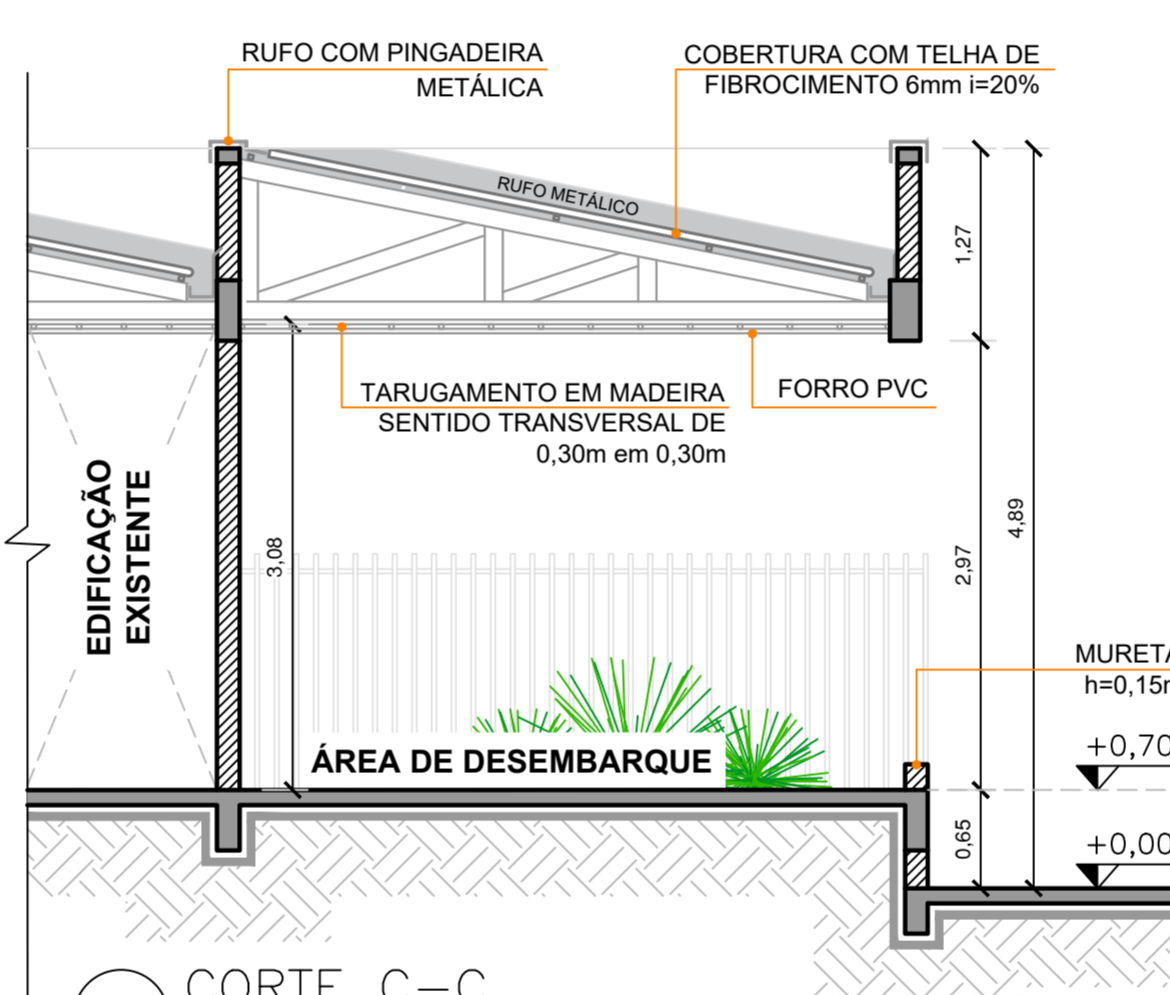 RUFO COM PINGADEIRA
METÁLICA
COBERTURA COM TELHA DE
FIBROCIMENTO 6mm i=20%
RUFO METÁLICO
1,27
TARUGAMENTO EM MADEIRA
SENTIDO TRANSVERSAL DE
0,30m em 0,30m
FORRO PVC
EDIFICAÇÃO
EXISTENTE
3,08
2,97
4,89
MURETA
h=0,15m
ÁREA DE DESEMBARQUE
+0,70
0,65
+0,00
CORTE C-C